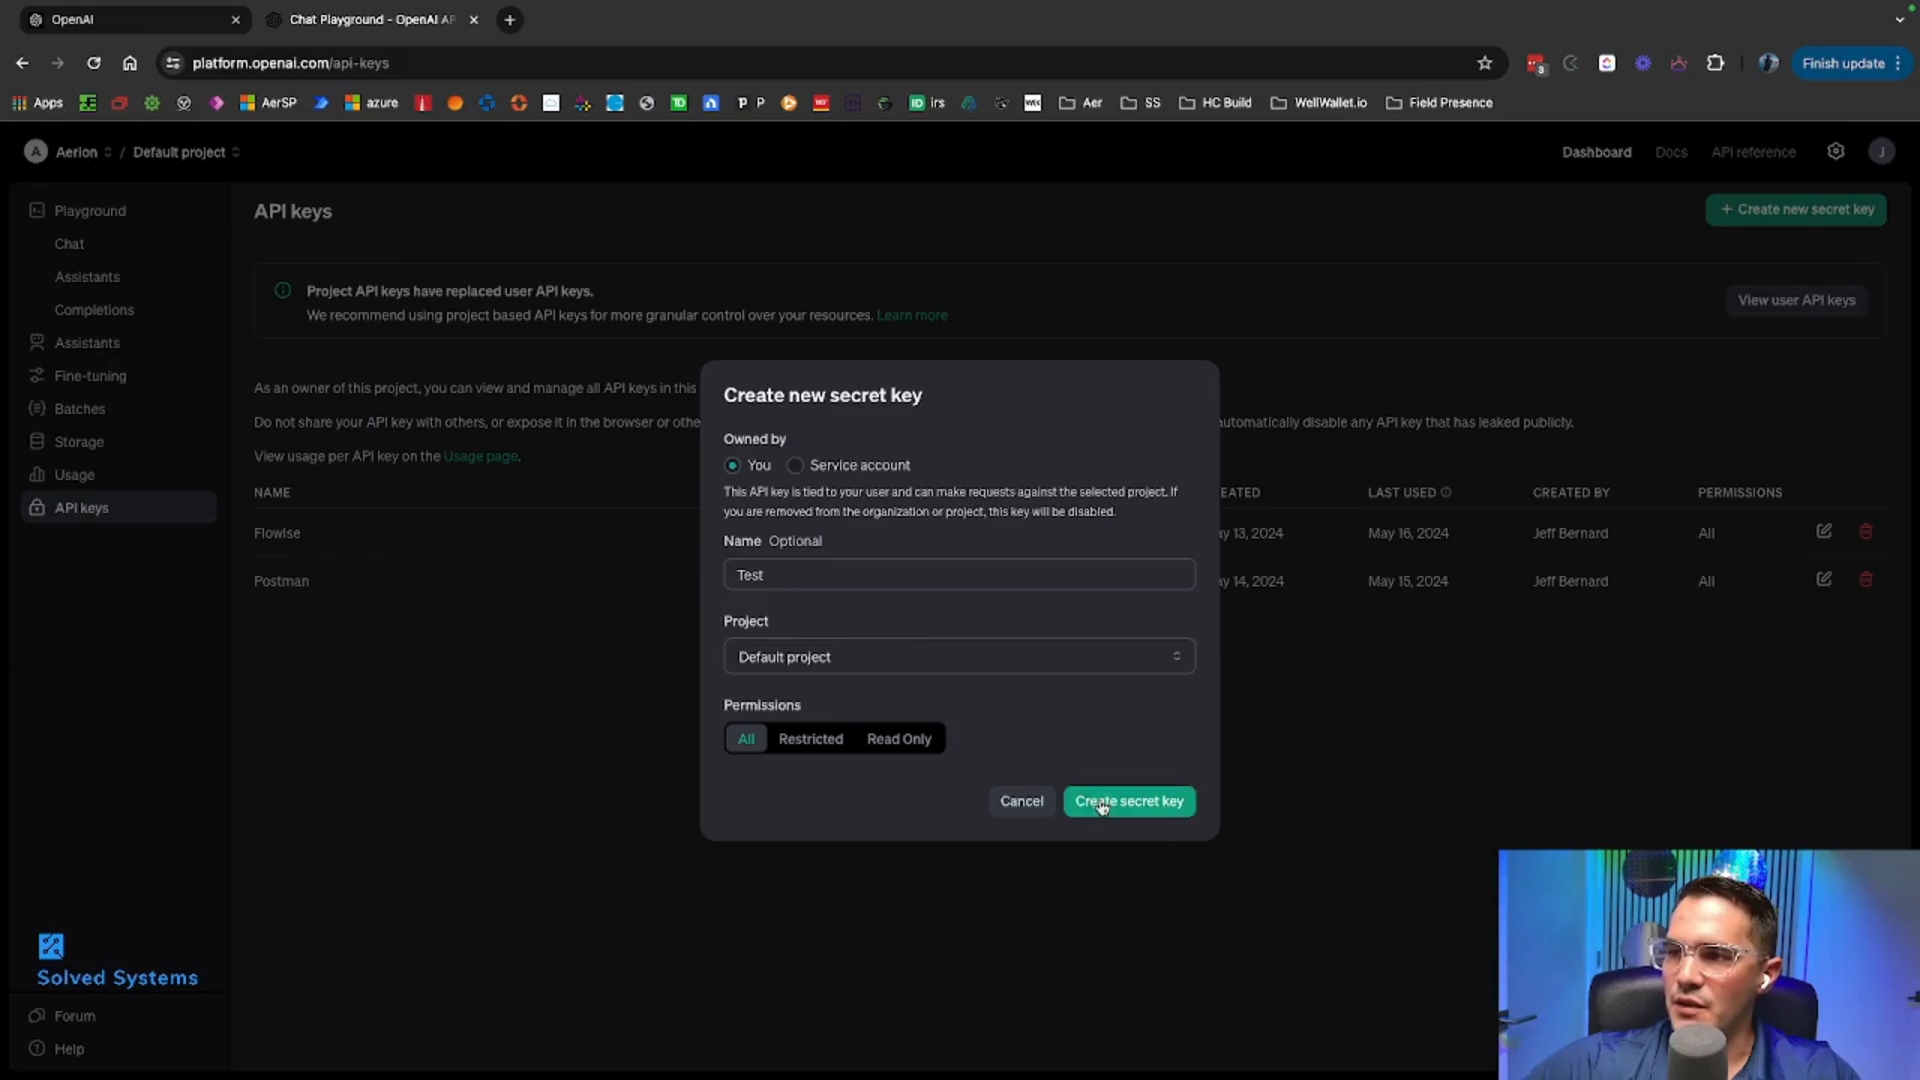 OpenAI
Chat Playground - OpenAI AP
platform.openai.com/api-keys
3
Finish update
Apps
AerSP
azure
P
irs
Aer
SS
HC Build
WellWallet.io
Field Presence
A Aerion / Default project
Dashboard
Docs
API reference
J
Playground
Chat
Assistants
Completions
Assistants
Fine-tuning
Batches
Storage
Usage
API keys
Solved Systems
Forum
Help
API keys
+ Create new secret key
Project API keys have replaced user API keys.
We recommend using project based API keys for more granular control over your resources. Learn more
View user API keys
As an owner of this project, you can view and manage all API keys in this
Do not share your API key with others, or expose it in the browser or othe
automatically disable any API key that has leaked publicly.
View usage per API key on the Usage page.
NAME
EATED
LAST USED
CREATED BY
PERMISSIONS
Flowise
ay 13, 2024
May 16, 2024
Jeff Bernard
All
Postman
ay 14, 2024
May 15, 2024
Jeff Bernard
All
Create new secret key
Owned by
You
Service account
This API key is tied to your user and can make requests against the selected project. If
you are removed from the organization or project, this key will be disabled.
Name Optional
Test
Project
Default project
Permissions
All
Restricted
Read Only
Cancel
Create secret key